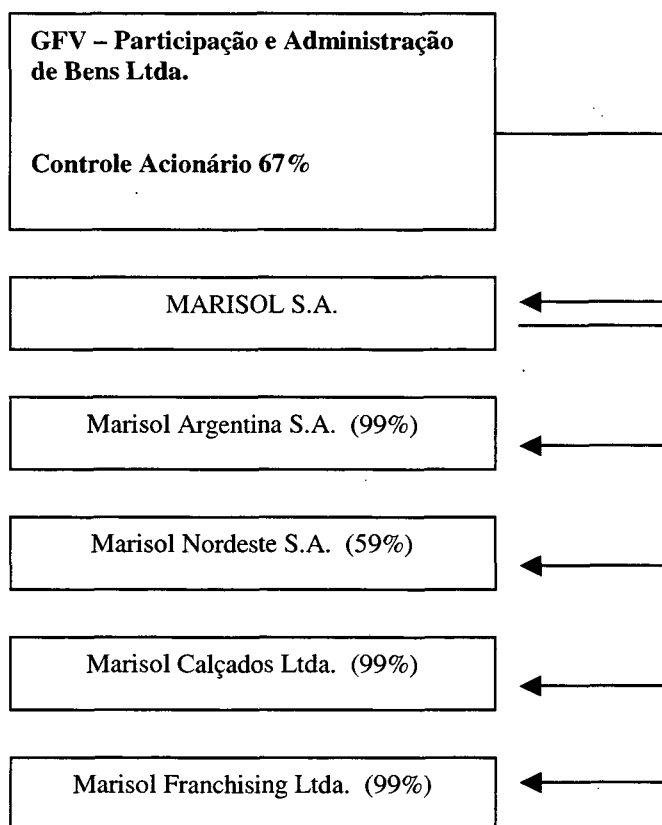 GFV – Participação e Administração
de Bens Ltda.
Controle Acionário 67%
MARISOL S.A.
Marisol Argentina S.A. (99%)
Marisol Nordeste S.A. (59%)
Marisol Calçados Ltda. (99%)
Marisol Franchising Ltda. (99%)